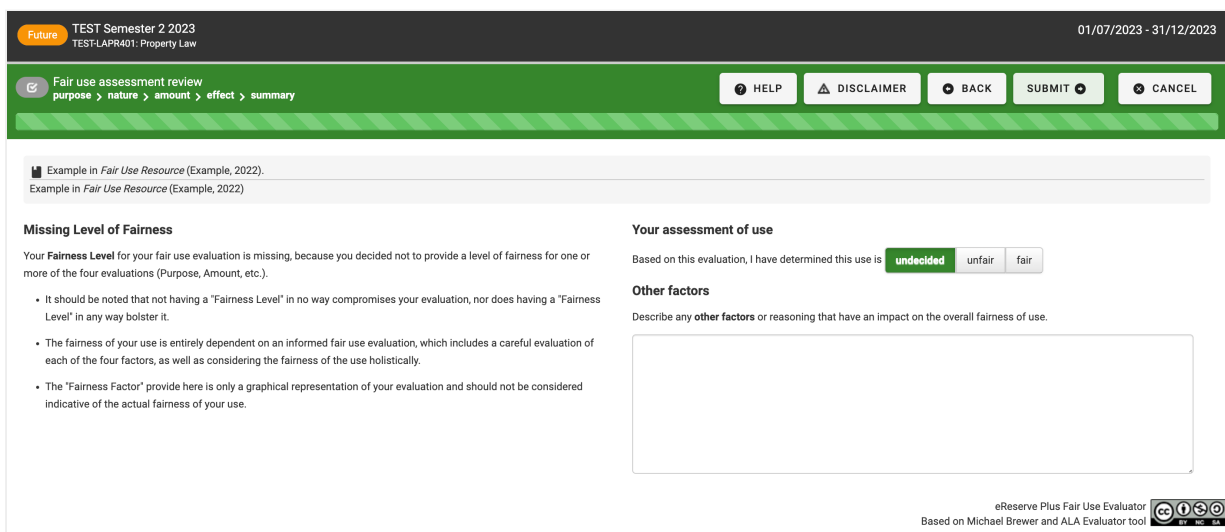 Future
TEST Semester 2 2023
TEST-LAPR401: Property Law
01/07/2023 - 31/12/2023
Fair use assessment review
purpose > nature > amount > effect > summary
HELP
DISCLAIMER
BACK
SUBMIT
CANCEL
Example in Fair Use Resource (Example, 2022).
Example in Fair Use Resource (Example, 2022)
Missing Level of Fairness
Your Fairness Level for your fair use evaluation is missing, because you decided not to provide a level of fairness for one or
more of the four evaluations (Purpose, Amount, etc.).
• It should be noted that not having a "Fairness Level" in no way compromises your evaluation, nor does having a "Fairness
Level" in any way bolster it.
• The fairness of your use is entirely dependent on an informed fair use evaluation, which includes a careful evaluation of
each of the four factors, as well as considering the fairness of the use holistically.
• The "Fairness Factor" provide here is only a graphical representation of your evaluation and should not be considered
indicative of the actual fairness of your use.
Your assessment of use
Based on this evaluation, I have determined this use is undecided unfair fair
Other factors
Describe any other factors or reasoning that have an impact on the overall fairness of use.
eReserve Plus Fair Use Evaluator
Based on Michael Brewer and ALA Evaluator tool
cc
BY NC SA